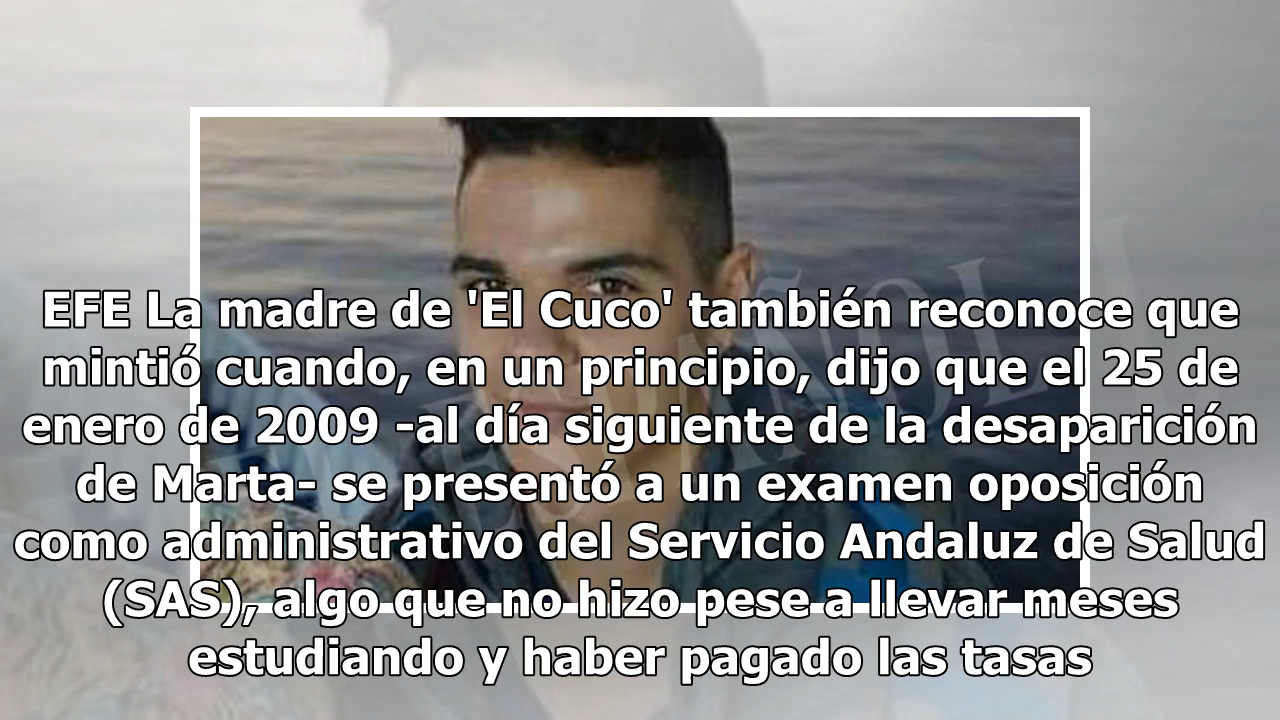 EFE La madre de 'El Cuco' también reconoce que
mintió cuando, en un principio, dijo que el 25 de
enero de 2009 -al día siguiente de la desaparición
de Marta- se presentó a un examen oposición
como administrativo del Servicio Andaluz de Salud
(SAS), algo que no hizo pese a llevar meses
estudiando y haber pagado las tasas